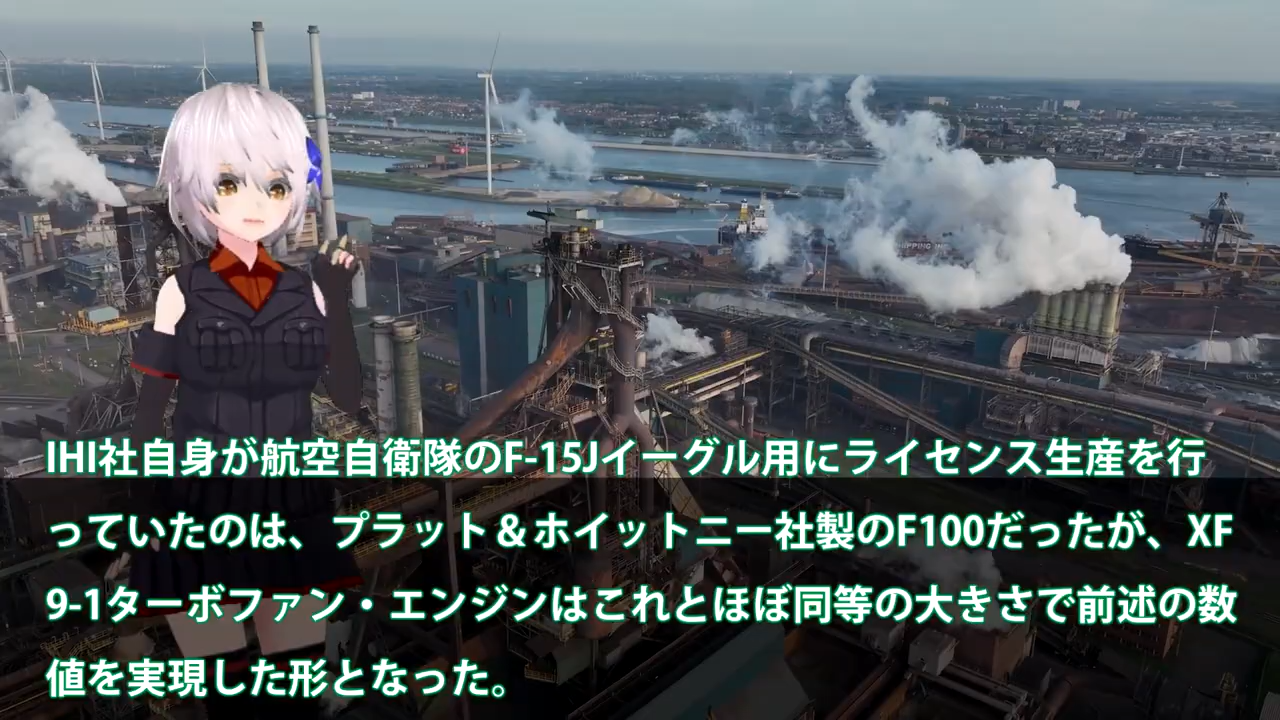 IHI社自身が航空自衛隊のF-15Jイーグル用にライセンス生産を行
っていたのは、プラット＆ホイットニー社製のF100だったが、XF
9-1ターボファン・エンジンはこれとほぼ同等の大きさで前述の数
値を実現した形となった。